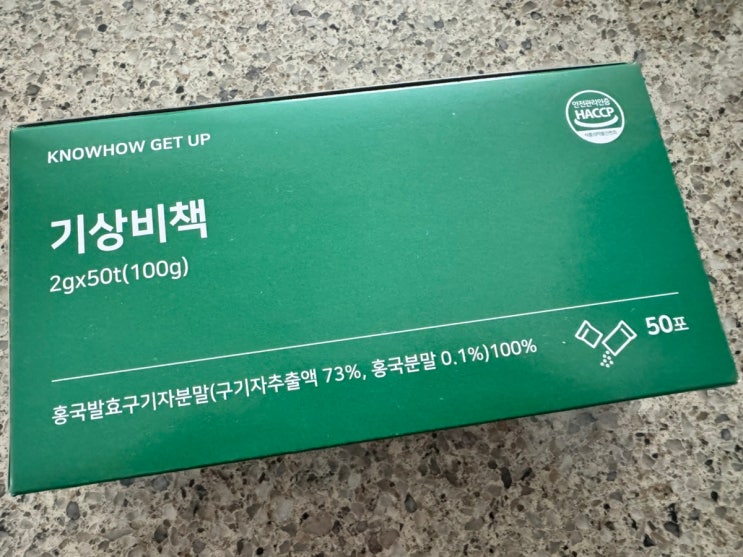 KNOWHOW GET UP
안전관리인증
HACCP
기상비책
2gx50t(100g)
50포
홍국발효구기자분말(구기자추출액 73%, 홍국분말 0.1%)100%